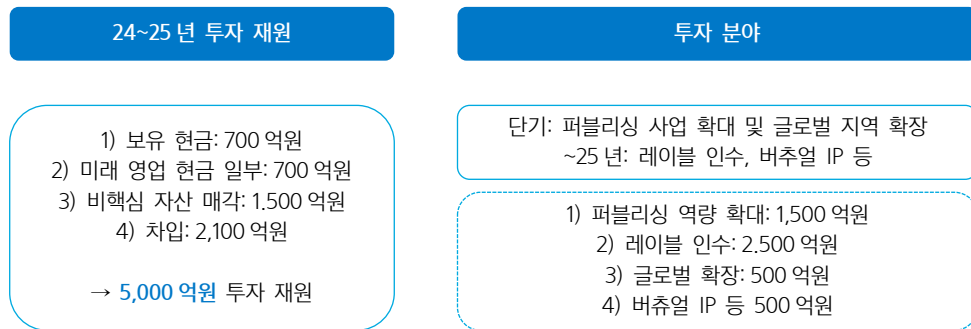 24~25년 투자 재원
1) 보유 현금: 700 억원
2) 미래 영업 현금 일부: 700 억원
3) 비핵심 자산 매각: 1.500 억원
4) 차입: 2,100 억원
→ 5,000 억원 투자 재원
투자 분야
단기: 퍼블리싱 사업 확대 및 글로벌 지역 확장
~25 년: 레이블 인수, 버추얼 IP 등
1) 퍼블리싱 역량 확대: 1,500 억원
2) 레이블 인수: 2.500 억원
3) 글로벌 확장: 500 억원
4) 버츄얼 IP 등 500 억원